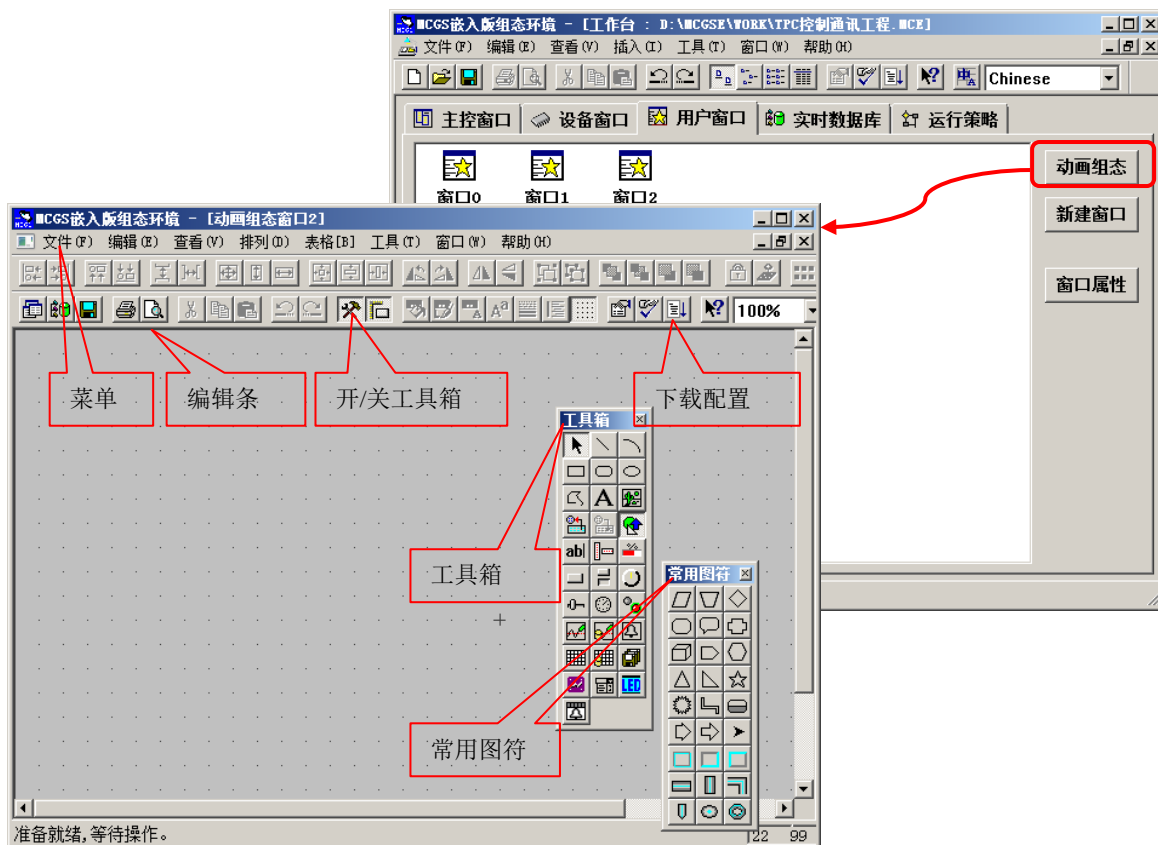 MCGS嵌入版组态环境 - [工作台 : D:\MCGSE\WORK\TPC控制通讯工程.MCE]
文件(F) 编辑(E) 查看(V) 插入(I) 工具(T) 窗口(W) 帮助(H)
Chinese
主控窗口 设备窗口 用户窗口 实时数据库 运行策略
窗口0 窗口1 窗口2
动画组态
新建窗口
窗口属性
MCGS嵌入版组态环境 - [动画组态窗口2]
文件(F) 编辑(E) 查看(V) 排列(D) 表格[B] 工具(T) 窗口(W) 帮助(H)
100%
菜单
编辑条
开/关工具箱
下载配置
工具箱
A
ab|
LED
工具箱
常用图符
常用图符
准备就绪,等待操作。
22 99